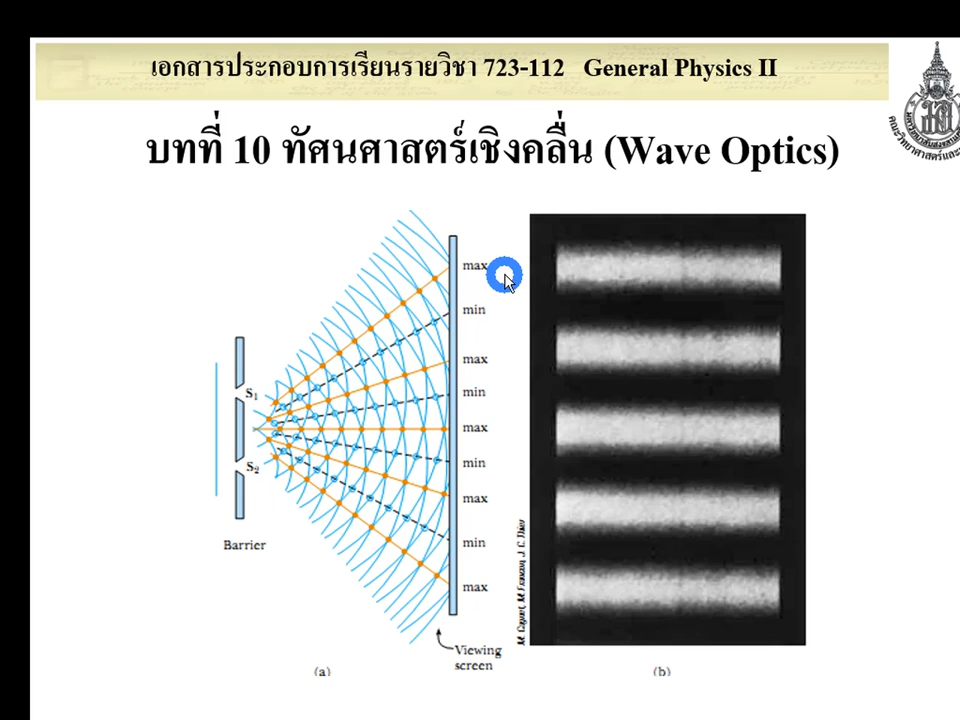 เอกสารประกอบการเรียนรายวิชา 723-112 General Physics II
บทที่ 10 ทัศนศาสตร์เชิงคลื่น (Wave Optics)
max
min
max
min
max
min
max
min
max
S1
S2
Barrier
Viewing
screen
(a)
(b)